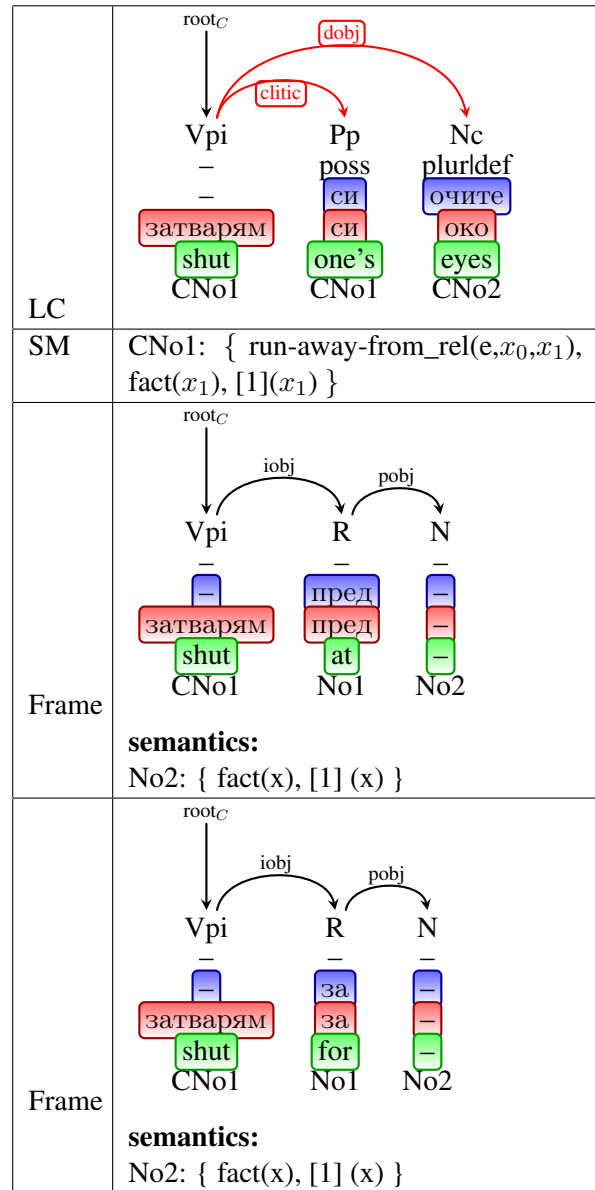 root_C
dobj
clitic
Vpi Pp Nc
– poss plur|def
– си очите
затварям си око
shut one's eyes
CNo1 CNo1 CNo2
LC
SM CNo1: { run-away-from_rel(e,x_0,x_1),
fact(x_1), [1](x_1) }
root_C
iobj pobj
Vpi R N
– – –
– пред –
затварям пред –
shut at –
CNo1 No1 No2
Frame
semantics:
No2: { fact(x), [1] (x) }
root_C
iobj pobj
Vpi R N
– – –
– за –
затварям за –
shut for –
CNo1 No1 No2
Frame
semantics:
No2: { fact(x), [1] (x) }